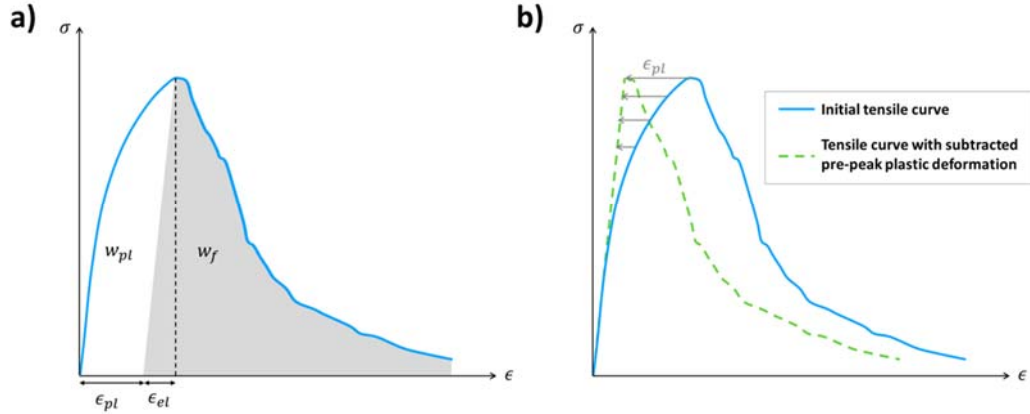 a)
σ
w_pl
w_f
ϵ_pl
ϵ_el
ϵ
b)
σ
ϵ_pl
Initial tensile curve
Tensile curve with subtracted
pre-peak plastic deformation
ϵ